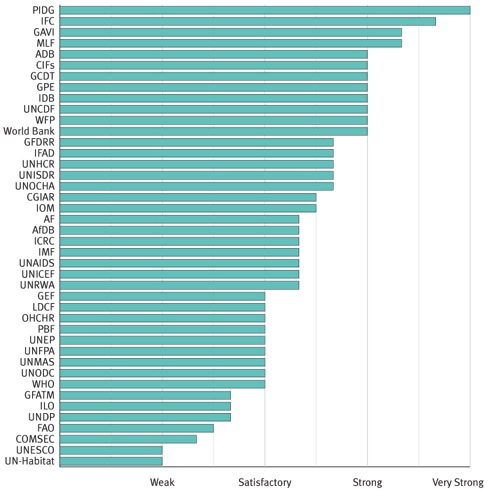 PIDG
IFC
GAVI
MLF
ADB
CIFs
GCDT
GPE
IDB
UNCDF
WFP
World Bank
GFDRR
IFAD
UNHCR
UNISDR
UNOCHA
CGIAR
IOM
AF
AfDB
ICRC
IMF
UNAIDS
UNICEF
UNRWA
GEF
LDCF
OHCHR
PBF
UNEP
UNFPA
UNMAS
UNODC
WHO
GFATM
ILO
UNDP
FAO
COMSEC
UNESCO
UN-Habitat
Weak Satisfactory Strong Very Strong